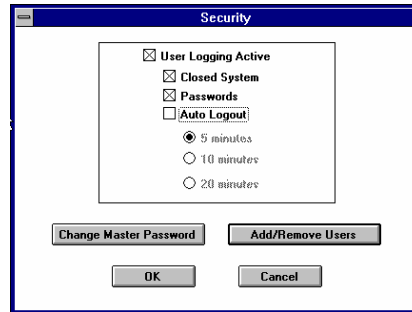 Security
User Logging Active
Closed System
Passwords
Auto Logout
5 minutes
10 minutes
20 minutes
Change Master Password Add/Remove Users
OK Cancel